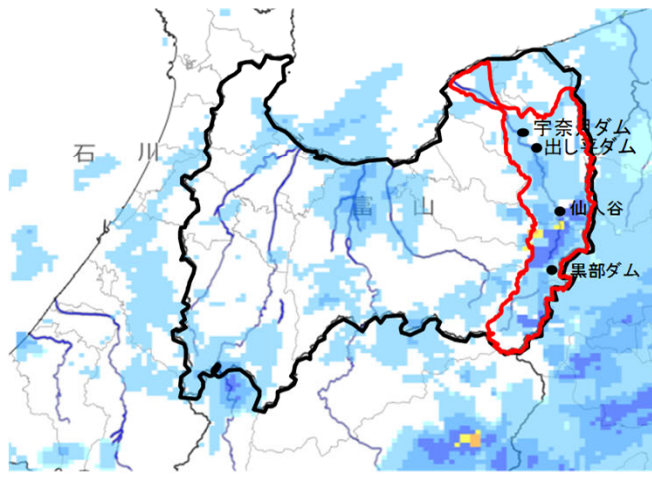 宇奈月ダム
出し平ダム
石川
富山
仙人谷
黒部ダム